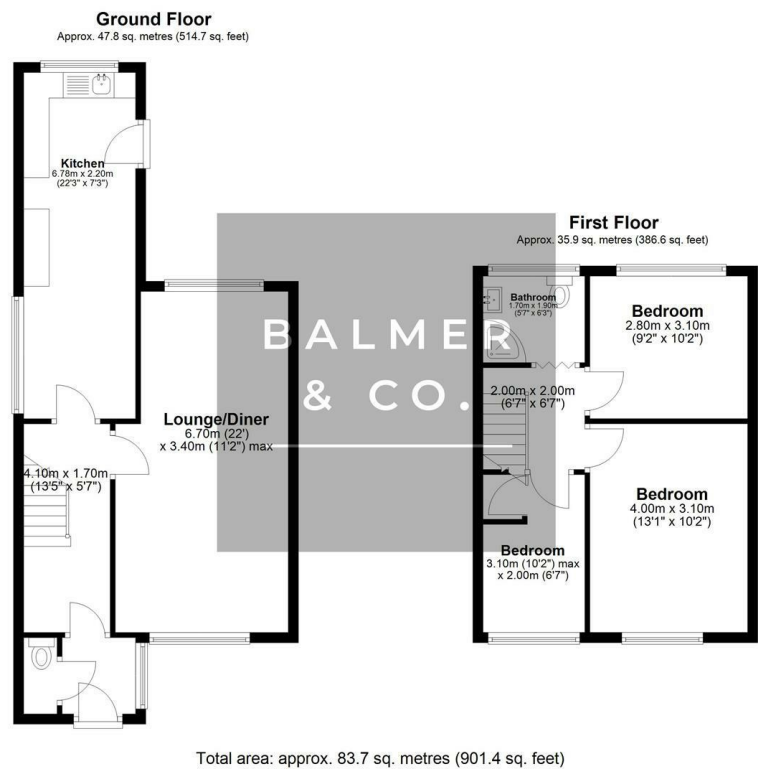 Ground Floor
Approx. 47.8 sq. metres (514.7 sq. feet)
Kitchen
6.78m x 2.20m
(22'3" x 7'3")
Lounge/Diner
6.70m (22')
x 3.40m (11'2") max
4.10m x 1.70m
(13'5" x 5'7")
First Floor
Approx. 35.9 sq. metres (386.6 sq. feet)
Bathroom
1.70m x 1.90m
(5'7" x 6'3")
Bedroom
2.80m x 3.10m
(9'2" x 10'2")
2.00m x 2.00m
(6'7" x 6'7")
Bedroom
4.00m x 3.10m
(13'1" x 10'2")
Bedroom
3.10m (10'2") max
x 2.00m (6'7")
BALMER
& CO.
Total area: approx. 83.7 sq. metres (901.4 sq. feet)